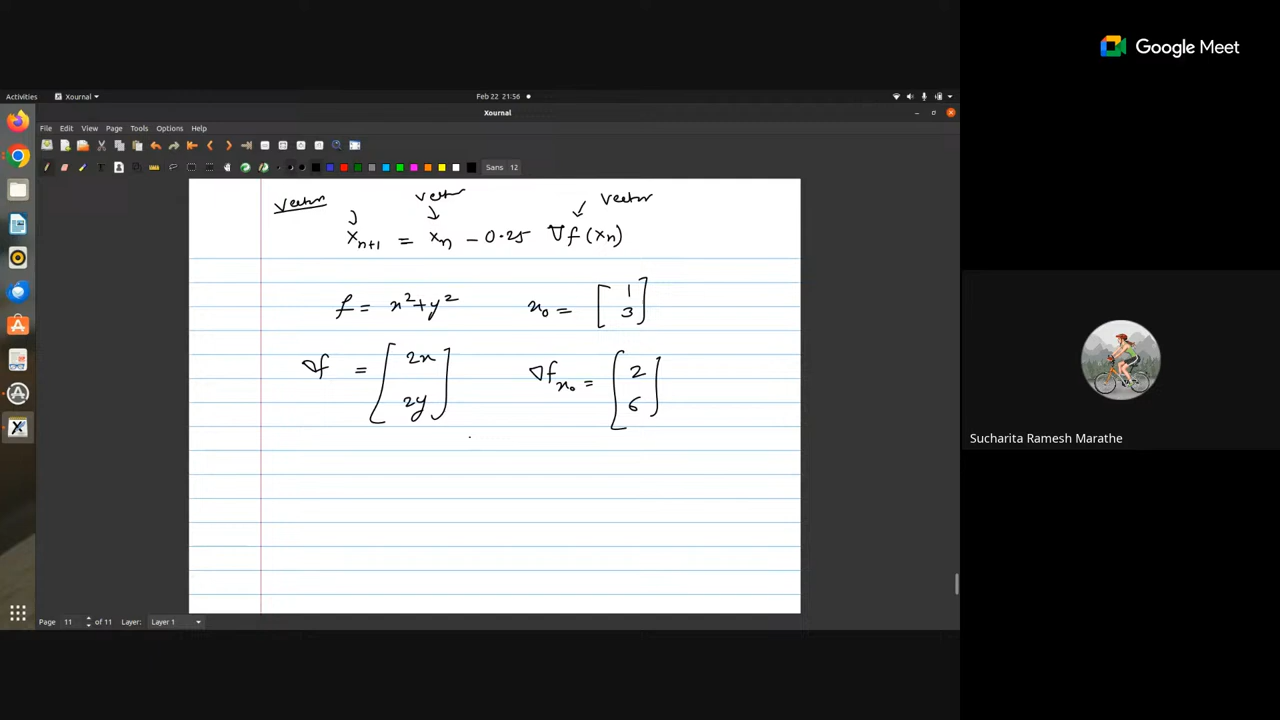 Google Meet
Activities Xournal Feb 22 21:56
Xournal
File Edit View Page Tools Options Help
Sans 12
vector vector vector
xₙ₊₁ = xₙ - 0.25 ∇f (xₙ)
f = x² + y² x₀ = [1 3]
∇f = [2x 2y] ∇f x₀ = [2 6]
Sucharita Ramesh Marathe
Page 11 of 11 Layer: Layer 1